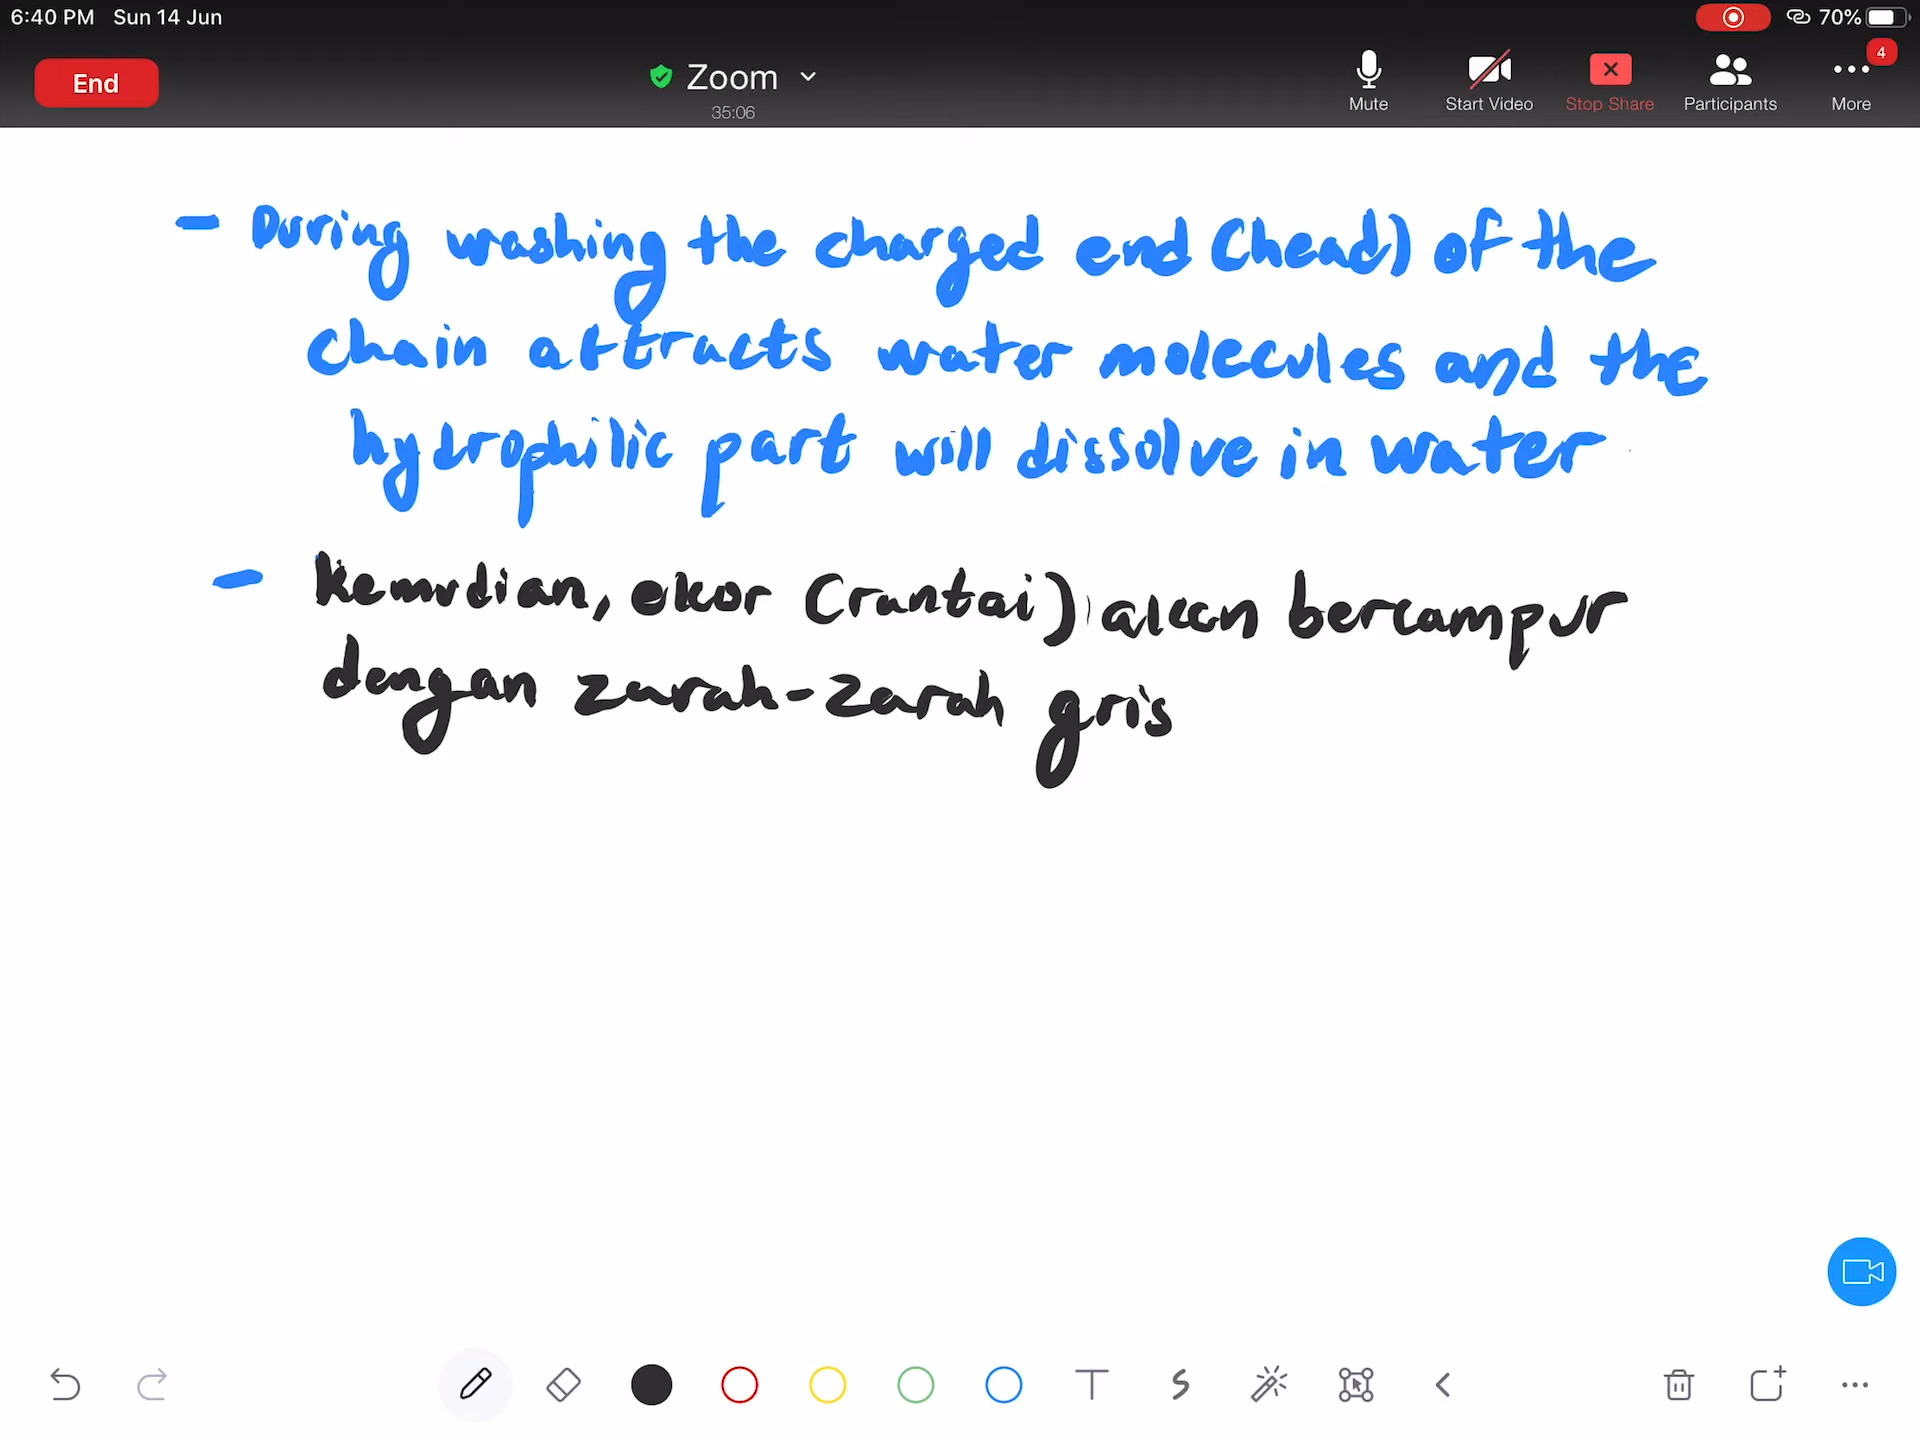 6:40 PM Sun 14 Jun
70%
End
Zoom
35:06
Mute
Start Video
Stop Share
Participants
More
4
- During washing the charged end (head) of the
chain attracts water molecules and the
hydrophilic part will dissolve in water
- Kemudian, ekor (rantai) akan bercampur
dengan zarah-zarah gris
T